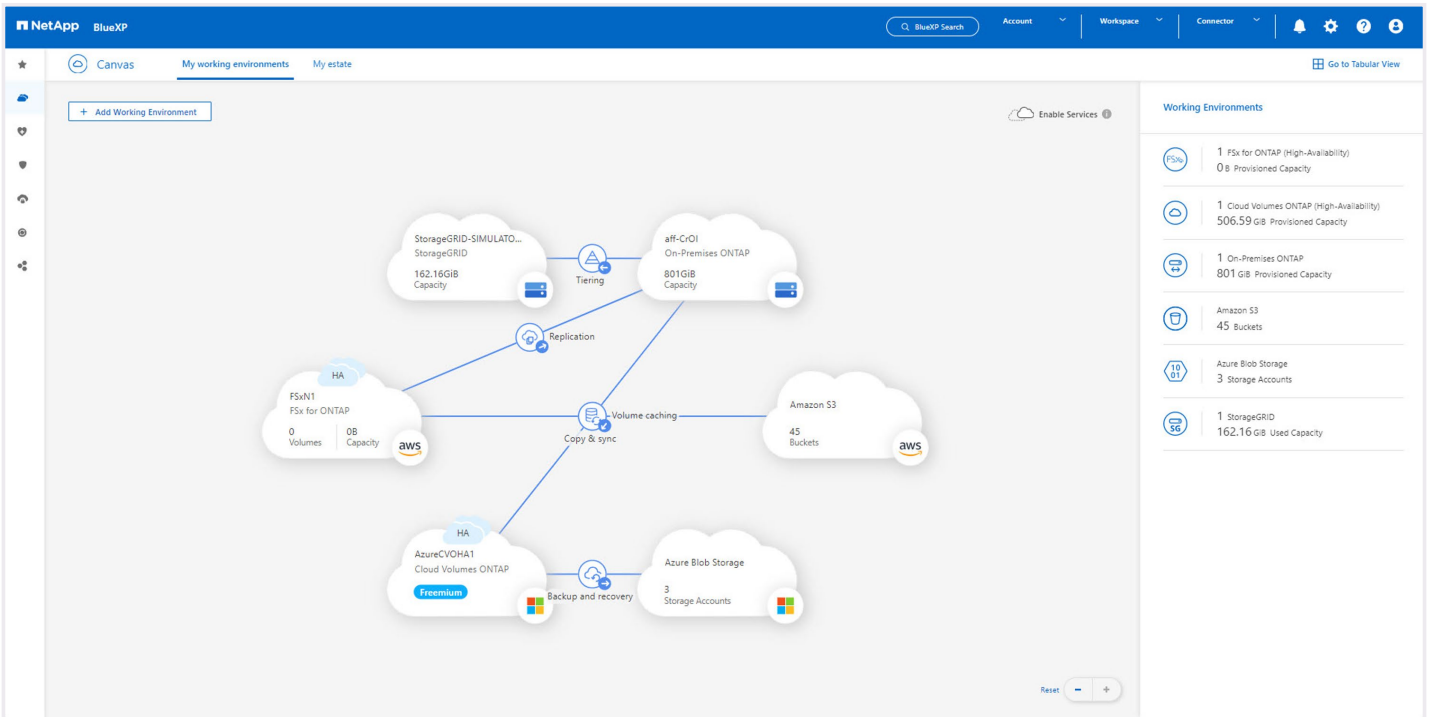 NetApp BlueXP
BlueXP Search
Account
Workspace
Connector
Canvas
My working environments
My estate
Go to Tabular View
+ Add Working Environment
Enable Services
StorageGRID-SIMULATO...
StorageGRID
162.16GiB
Capacity
Tiering
aff-CrOI
On-Premises ONTAP
801GiB
Capacity
Replication
HA
FSxN1
FSx for ONTAP
0
Volumes
0B
Capacity
aws
Volume caching
Copy & sync
Amazon S3
45
Buckets
aws
HA
AzureCVOHA1
Cloud Volumes ONTAP
Freemium
Backup and recovery
Azure Blob Storage
3
Storage Accounts
Reset - +
Working Environments
FSxN
1 FSx for ONTAP (High-Availability)
0 B Provisioned Capacity
1 Cloud Volumes ONTAP (High-Availability)
506.59 GiB Provisioned Capacity
1 On-Premises ONTAP
801 GiB Provisioned Capacity
Amazon S3
45 Buckets
10
01
Azure Blob Storage
3 Storage Accounts
SG
1 StorageGRID
162.16 GiB Used Capacity